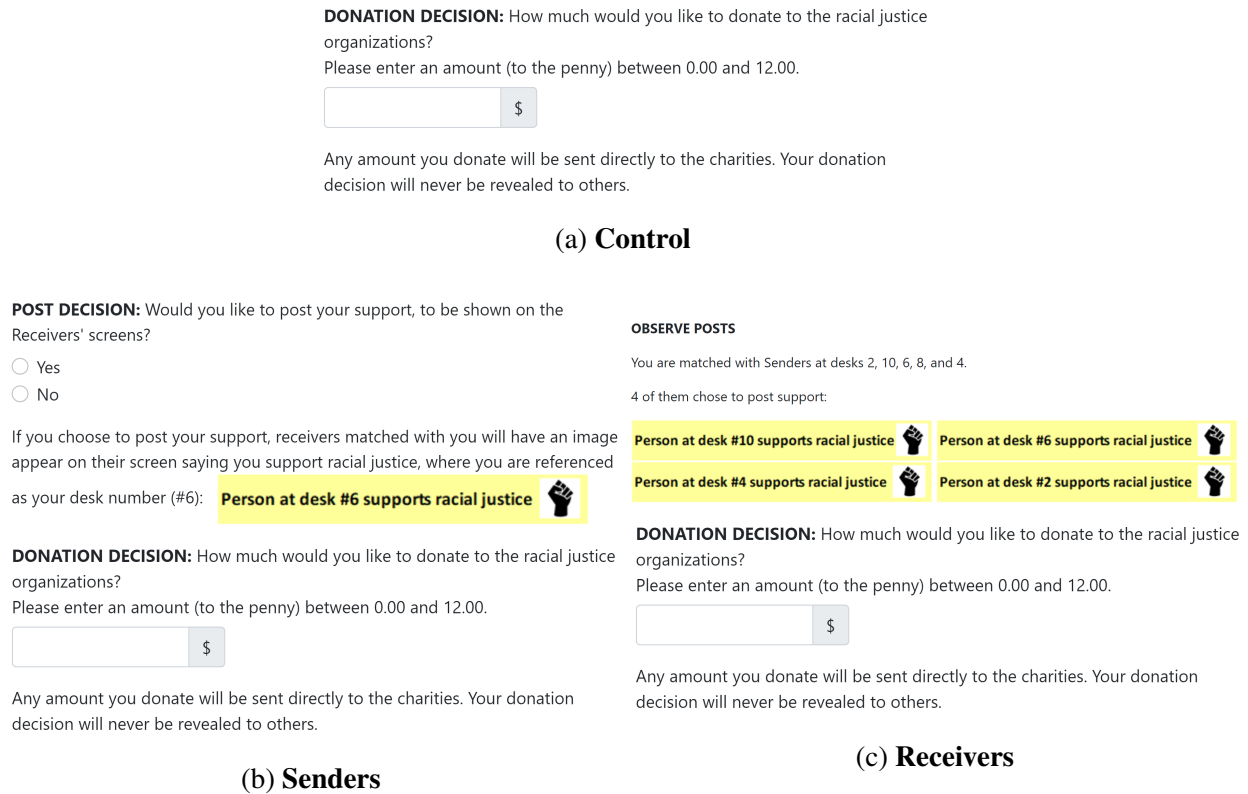 DONATION DECISION: How much would you like to donate to the racial justice
organizations?
Please enter an amount (to the penny) between 0.00 and 12.00.
$
Any amount you donate will be sent directly to the charities. Your donation
decision will never be revealed to others.
(a) Control
POST DECISION: Would you like to post your support, to be shown on the
Receivers' screens?
Yes
No
If you choose to post your support, receivers matched with you will have an image
appear on their screen saying you support racial justice, where you are referenced
as your desk number (#6): Person at desk #6 supports racial justice
DONATION DECISION: How much would you like to donate to the racial justice
organizations?
Please enter an amount (to the penny) between 0.00 and 12.00.
$
Any amount you donate will be sent directly to the charities. Your donation
decision will never be revealed to others.
(b) Senders
OBSERVE POSTS
You are matched with Senders at desks 2, 10, 6, 8, and 4.
4 of them chose to post support:
Person at desk #10 supports racial justice Person at desk #6 supports racial justice
Person at desk #4 supports racial justice Person at desk #2 supports racial justice
DONATION DECISION: How much would you like to donate to the racial justice
organizations?
Please enter an amount (to the penny) between 0.00 and 12.00.
$
Any amount you donate will be sent directly to the charities. Your donation
decision will never be revealed to others.
(c) Receivers